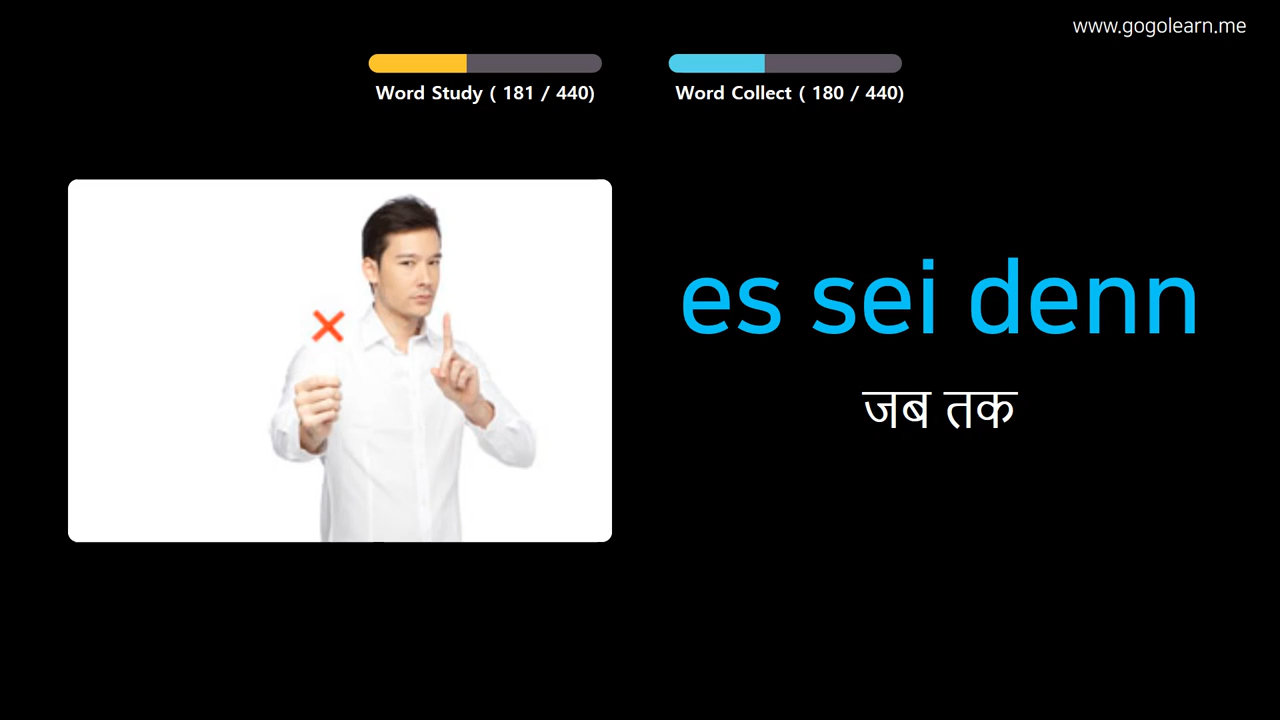 www.gogolearn.me
Word Study ( 181 / 440)
Word Collect ( 180 / 440)
es sei denn
जब तक